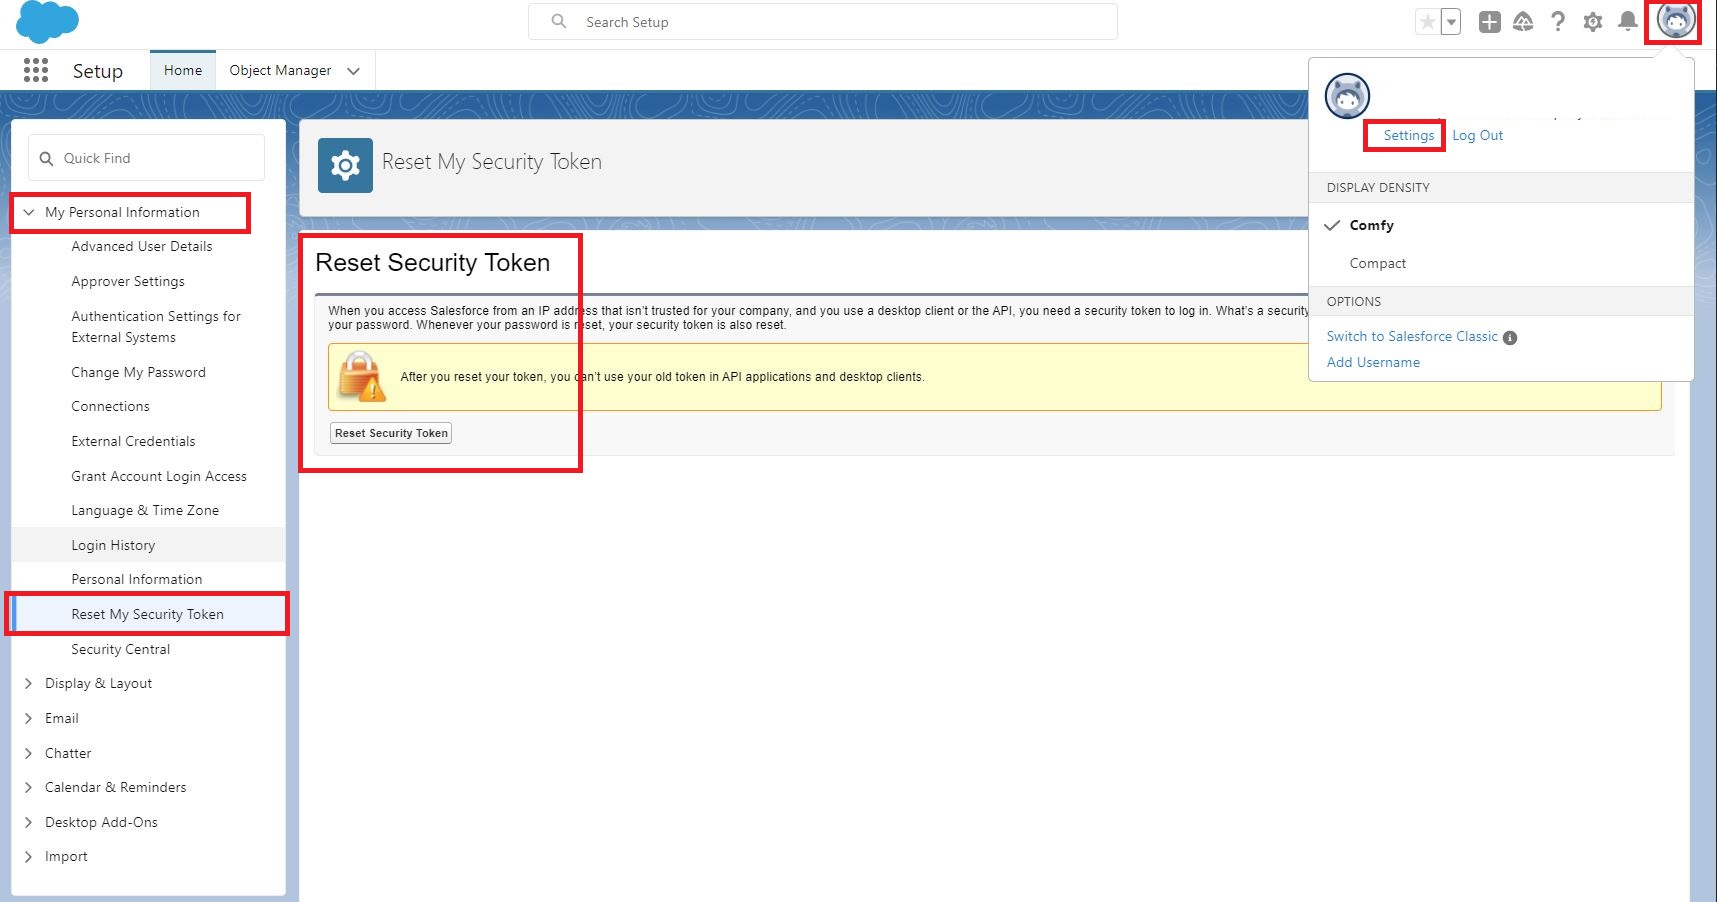 Search Setup
Setup
Home
Object Manager
Quick Find
My Personal Information
Advanced User Details
Approver Settings
Authentication Settings for
External Systems
Change My Password
Connections
External Credentials
Grant Account Login Access
Language & Time Zone
Login History
Personal Information
Reset My Security Token
Security Central
Display & Layout
Email
Chatter
Calendar & Reminders
Desktop Add-Ons
Import
Reset My Security Token
Reset Security Token
When you access Salesforce from an IP address that isn't trusted for your company, and you use a desktop client or the API, you need a security token to log in. What's a security
your password. Whenever your password is reset, your security token is also reset.
After you reset your token, you can't use your old token in API applications and desktop clients.
Reset Security Token
Settings
Log Out
DISPLAY DENSITY
Comfy
Compact
OPTIONS
Switch to Salesforce Classic
Add Username